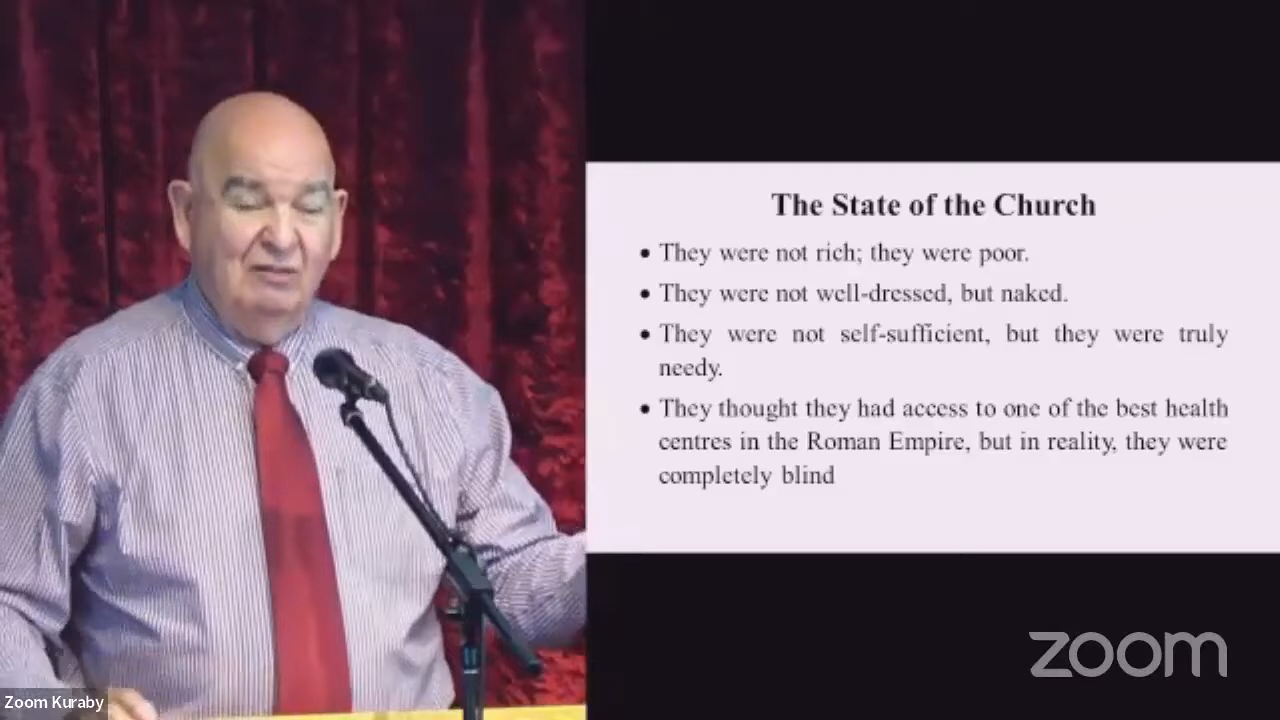 The State of the Church
• They were not rich; they were poor.
• They were not well-dressed, but naked.
• They were not self-sufficient, but they were truly
needy.
• They thought they had access to one of the best health
centres in the Roman Empire, but in reality, they were
completely blind
zoom
Zoom Kuraby